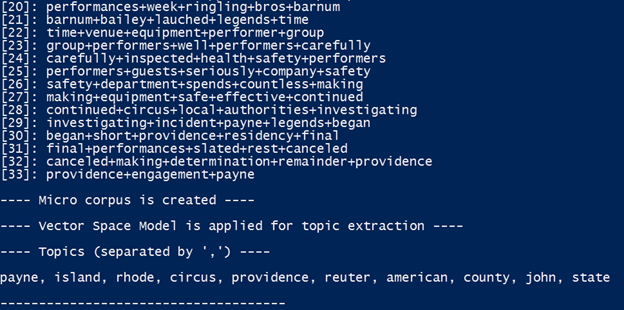 [20]: performances+week+ringling+bros+barnum
[21]: barnum+bailey+lauched+legends+time
[22]: time+venue+equipment+performer+group
[23]: group+performers+well+performers+carefully
[24]: carefully+inspected+health+safety+performers
[25]: performers+guests+seriously+company+safety
[26]: safety+department+spends+countless+making
[27]: making+equipment+safe+effective+continued
[28]: continued+circus+local+authorities+investigating
[29]: investigating+incident+payne+legends+began
[30]: began+short+providence+residency+final
[31]: final+performances+slated+rest+canceled
[32]: canceled+making+determination+remainder+providence
[33]: providence+engagement+payne
---- Micro corpus is created ----
---- Vector Space Model is applied for topic extraction ----
---- Topics (separated by ',') ----
payne, island, rhode, circus, providence, reuter, american, county, john, state
------------------------------------